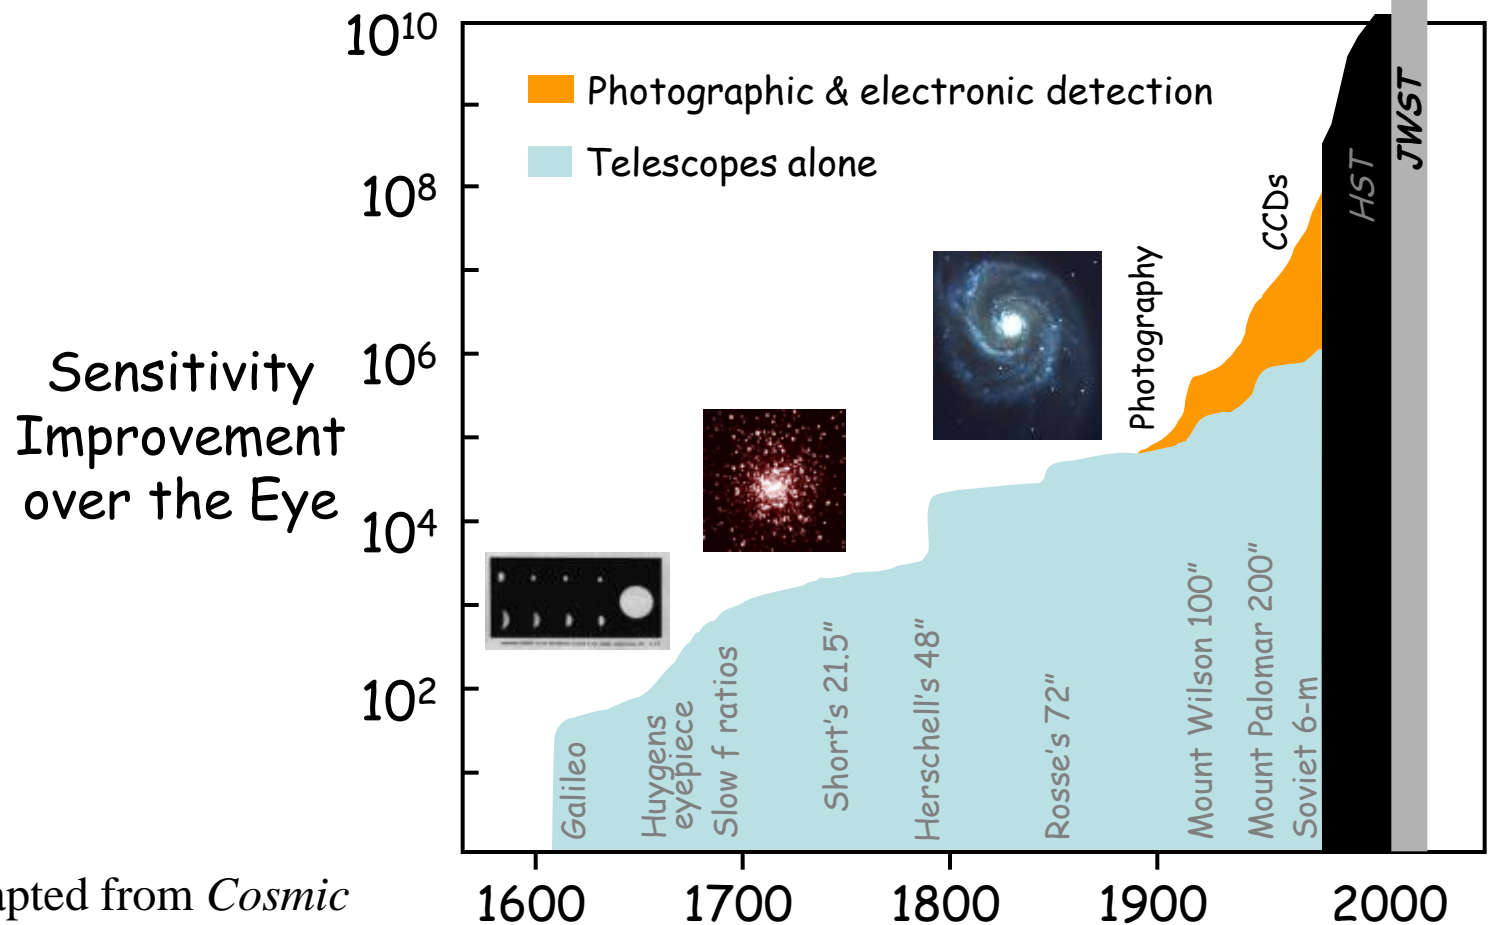 10¹⁰
Photographic & electronic detection
Telescopes alone
10⁸
JWST
HST
CCDs
Photography
Sensitivity
Improvement
over the Eye
10⁶
10⁴
10²
Galileo
Huygens
eyepiece
Slow f ratios
Short's 21.5"
Herschell's 48"
Rosse's 72"
Mount Wilson 100"
Mount Palomar 200"
Soviet 6-m
1600 1700 1800 1900 2000
apted from Cosmic